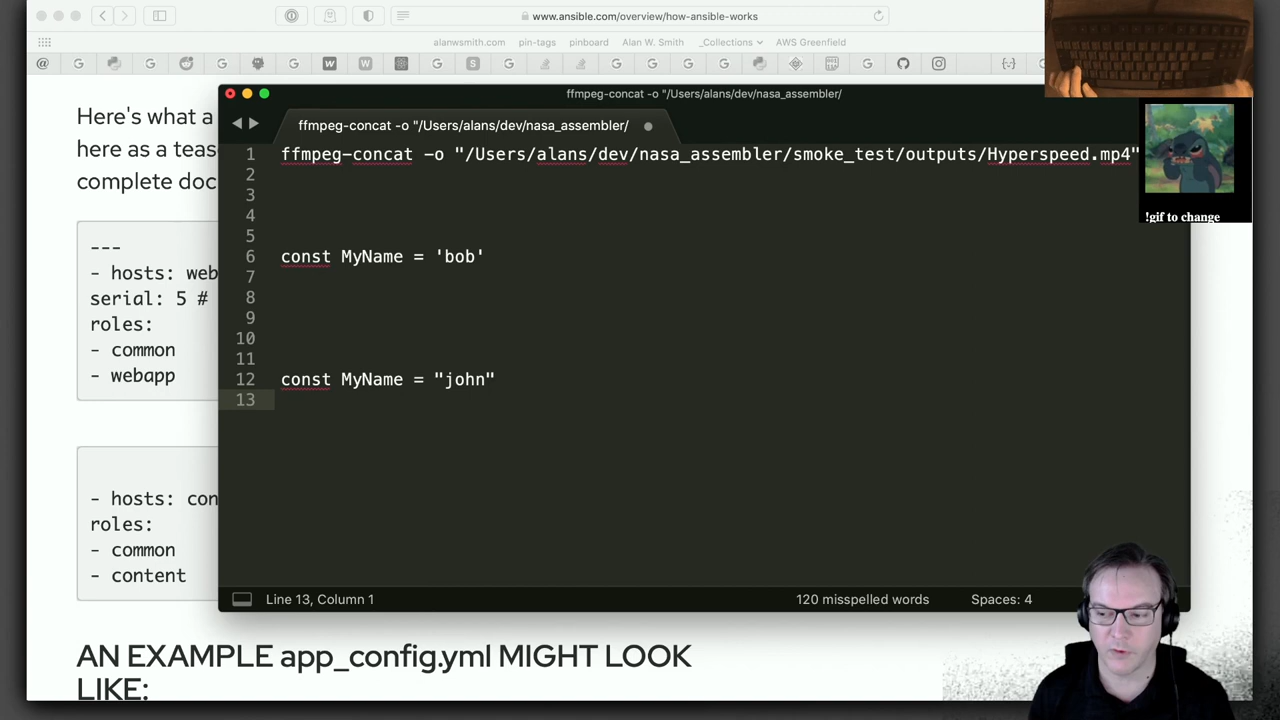 www.ansible.com/overview/how-ansible-works
alanwsmith.com pin-tags pinboard Alan W. Smith _Collections AWS Greenfield
Here's what a
here as a teas
complete doc
---
- hosts: web
serial: 5 #
roles:
- common
- webapp
- hosts: con
roles:
- common
- content
AN EXAMPLE app_config.yml MIGHT LOOK
LIKE:
ffmpeg-concat -o "/Users/alans/dev/nasa_assembler/
ffmpeg-concat -o "/Users/alans/dev/nasa_assembler/
1 ffmpeg-concat -o "/Users/alans/dev/nasa_assembler/smoke_test/outputs/Hyperspeed.mp4"
2
3
4
5
6 const MyName = 'bob'
7
8
9
10
11
12 const MyName = "john"
13
Line 13, Column 1 120 misspelled words Spaces: 4
!gif to change